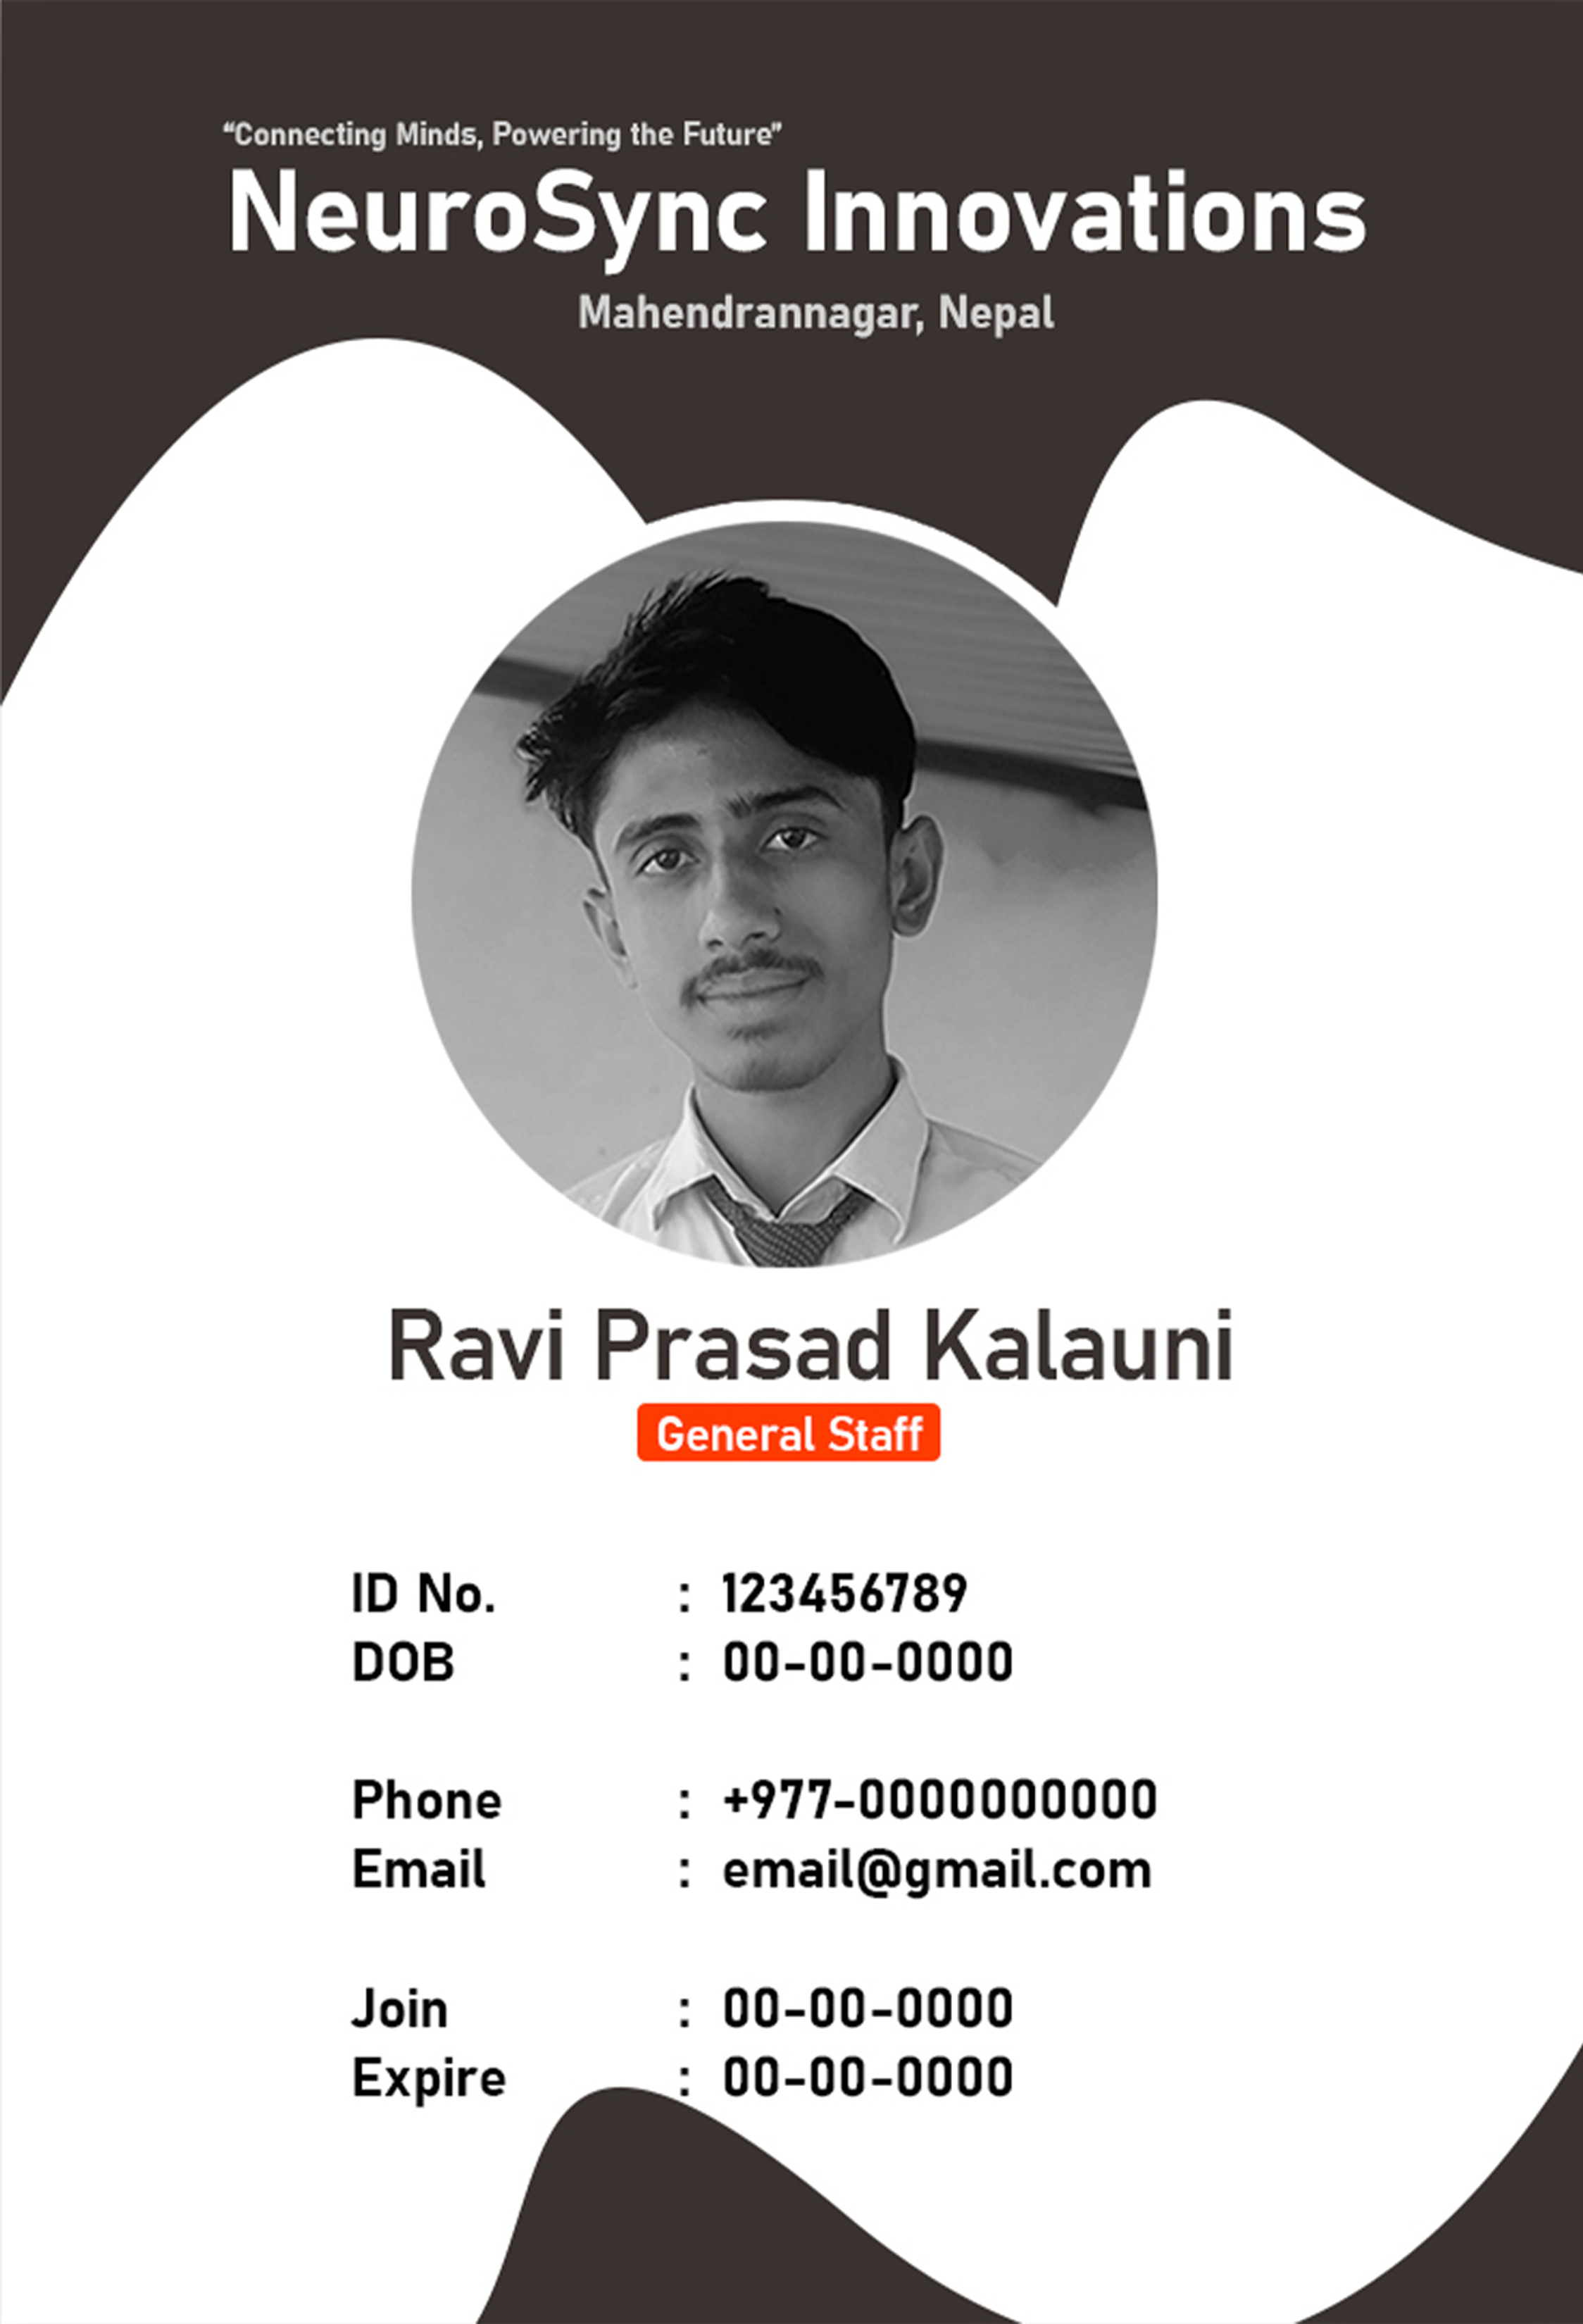 “Connecting Minds, Powering the Future”
NeuroSync Innovations
Mahendrannagar, Nepal
Ravi Prasad Kalauni
General Staff
ID No. : 123456789
DOB : 00-00-0000
Phone : +977-0000000000
Email : email@gmail.com
Join : 00-00-0000
Expire : 00-00-0000